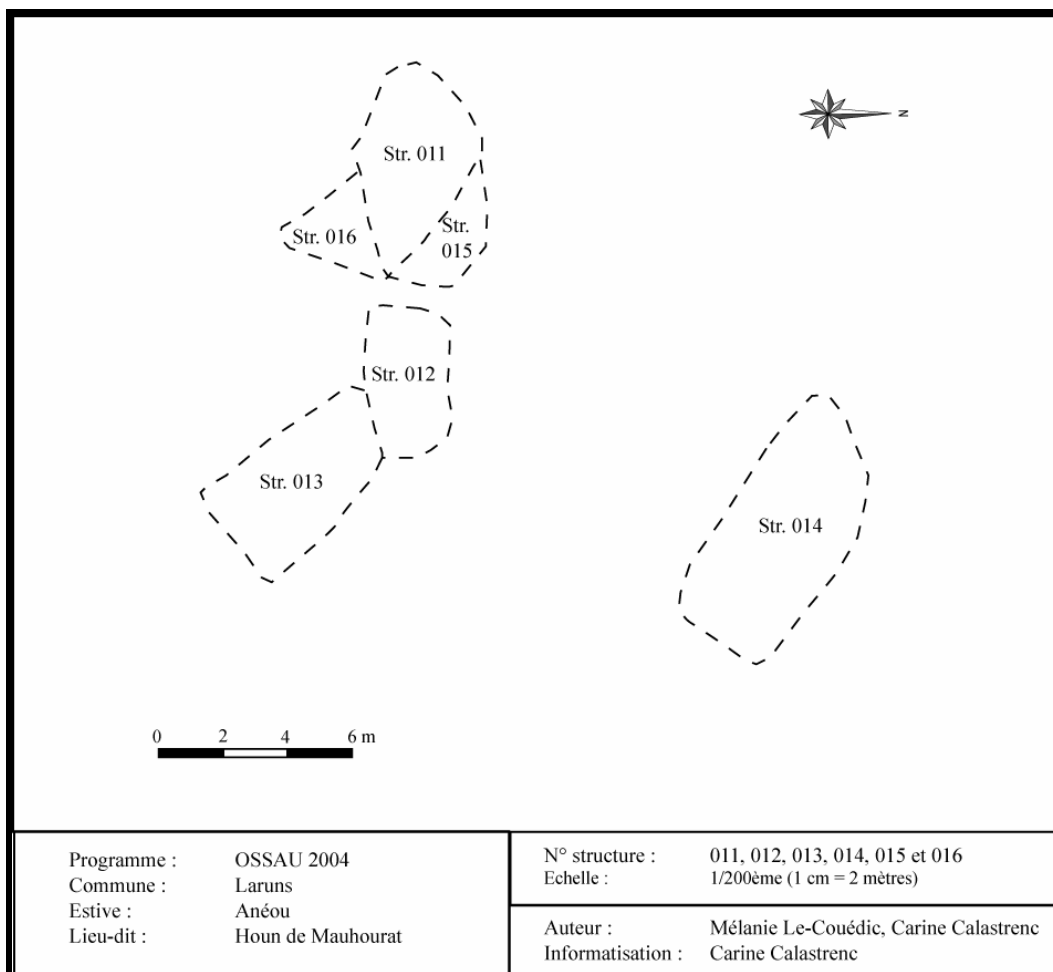 Str. 011
N
Str. 016
Str.
015
Str. 012
Str. 013
Str. 014
0 2 4 6 m
Programme : OSSAU 2004
Commune : Laruns
Estive : Anéou
Lieu-dit : Houn de Mauhourat
N° structure : 011, 012, 013, 014, 015 et 016
Echelle : 1/200ème (1 cm = 2 mètres)
Auteur : Mélanie Le-Couédic, Carine Calastrenc
Informatisation : Carine Calastrenc